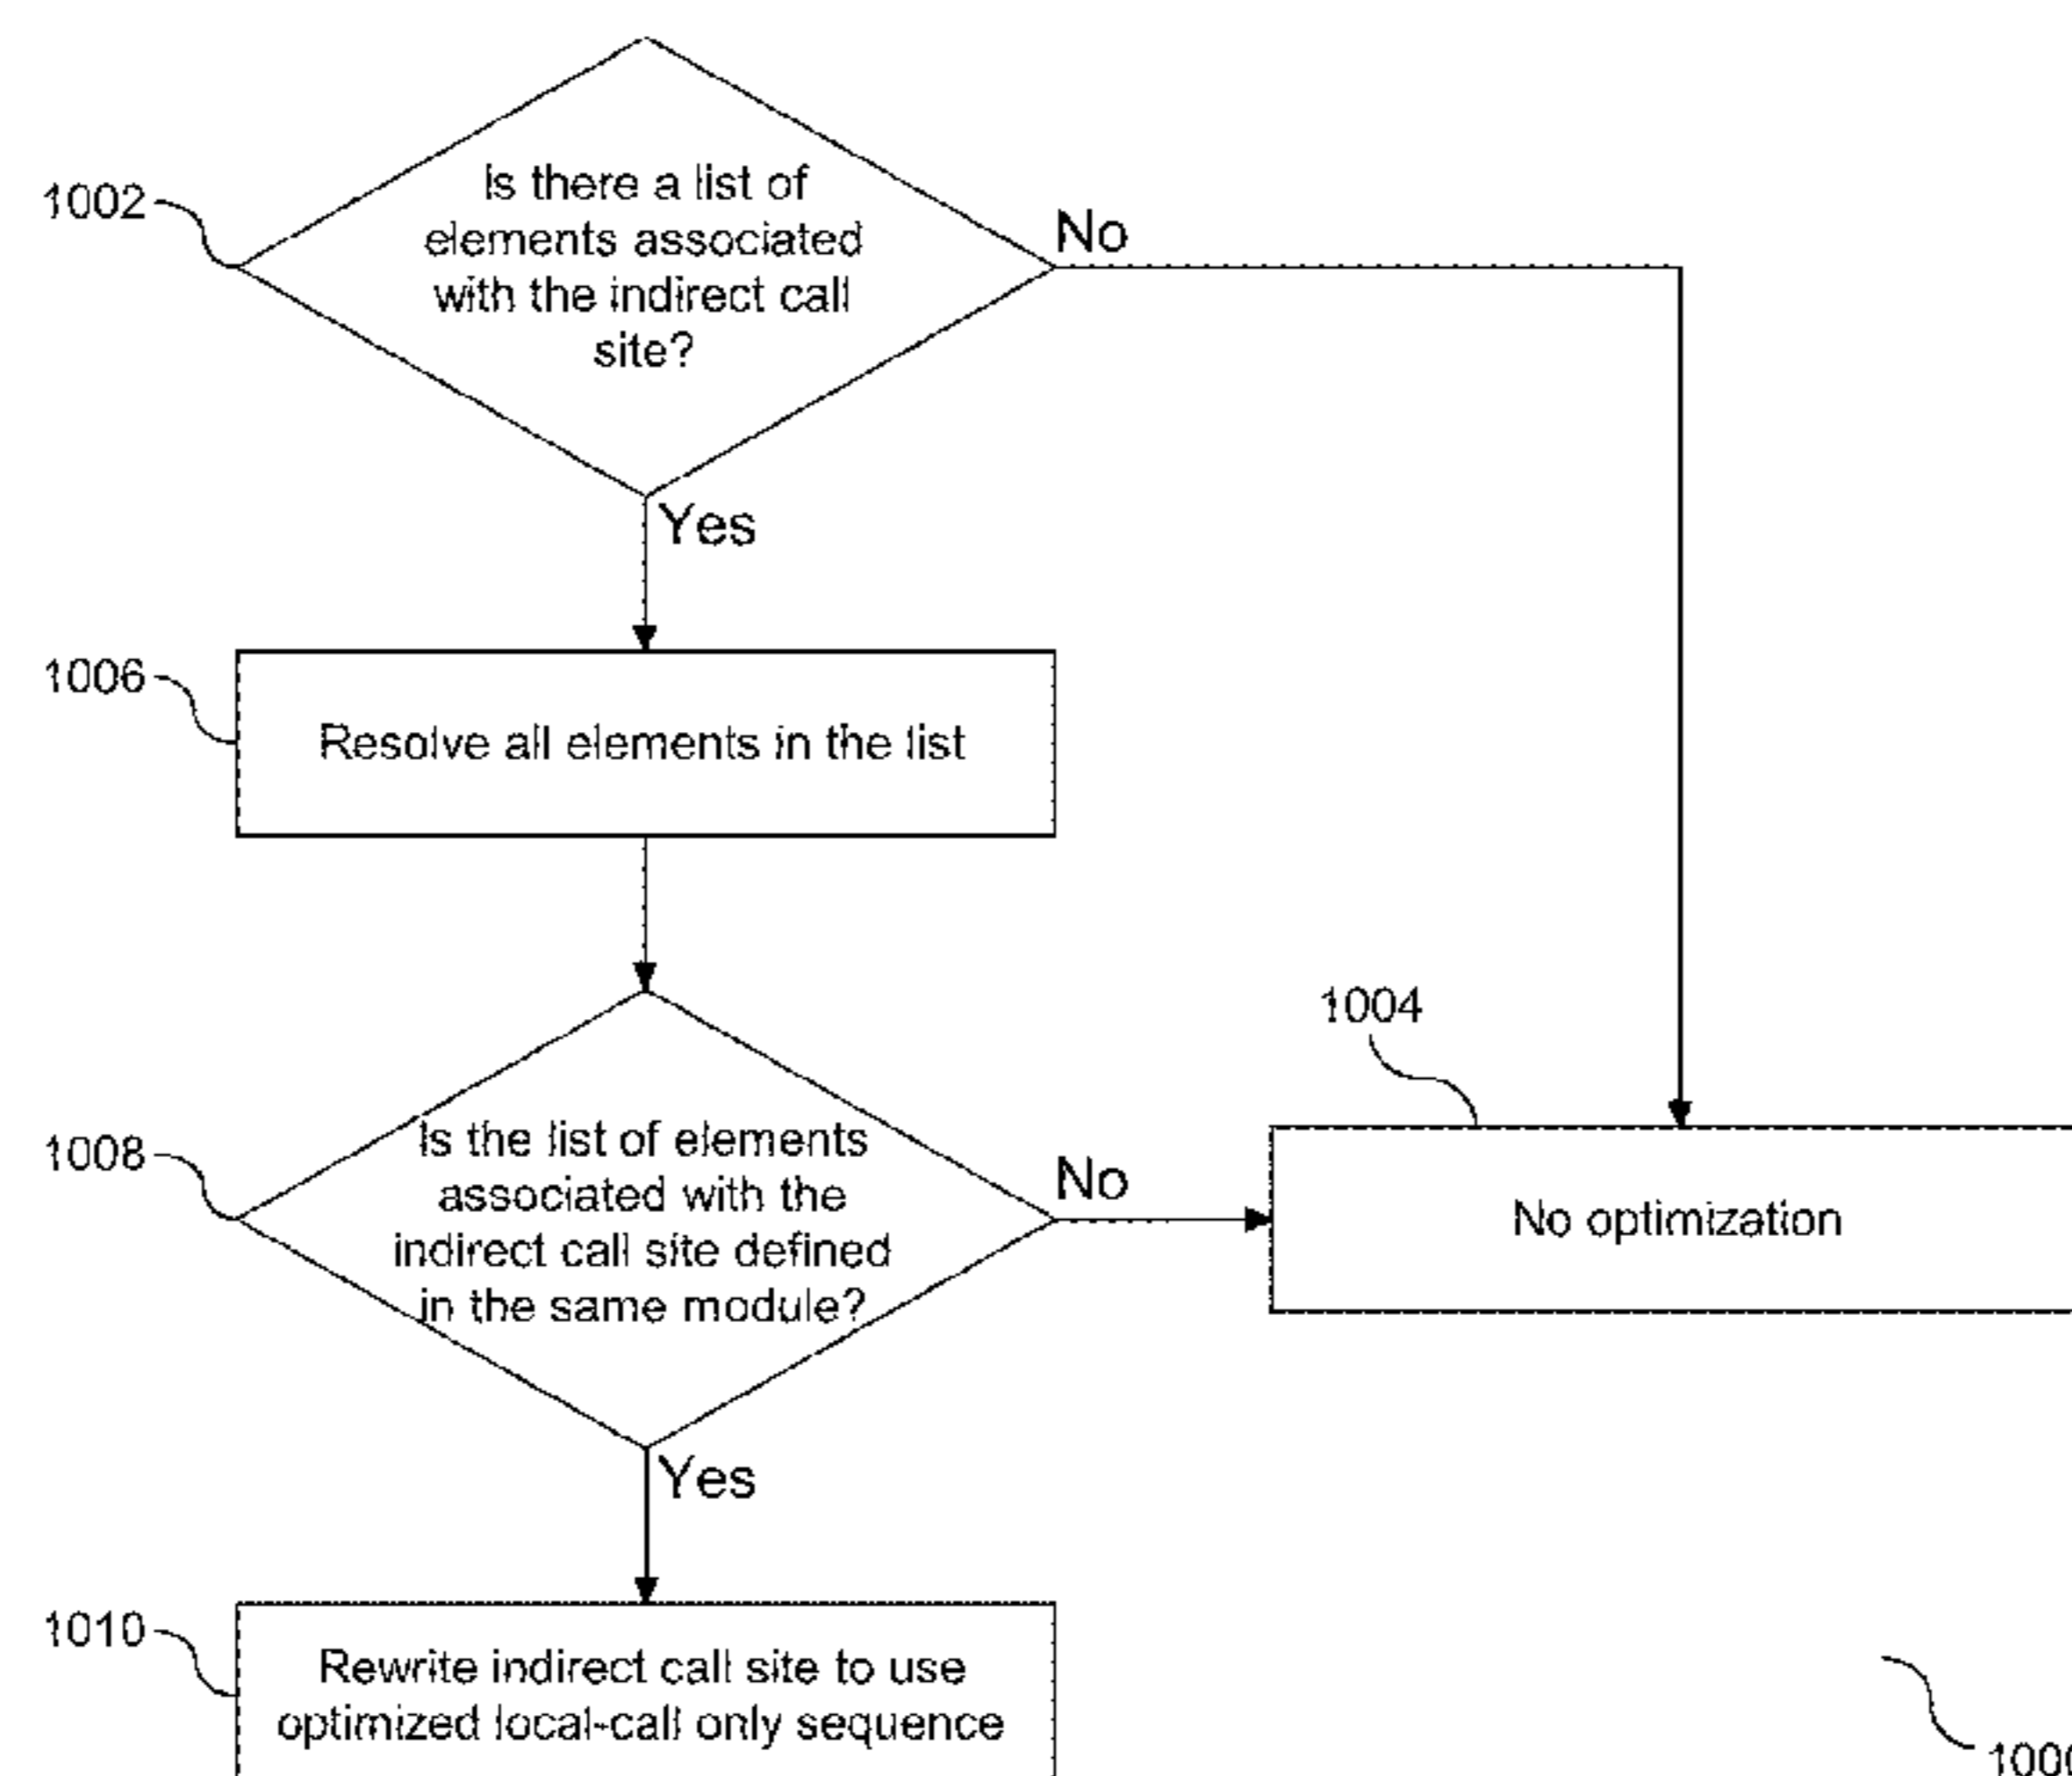 1002
Is there a list of
elements associated
with the indirect call
site?
No
Yes
1006
Resolve all elements in the list
1004
1008
Is the list of elements
associated with the
indirect call site defined
in the same module?
No
No optimization
Yes
1010
Rewrite indirect call site to use
optimized local-call only sequence